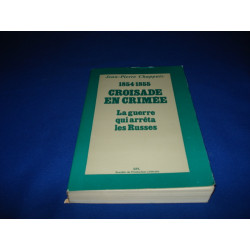 1854-1856
CROISADE
EN CRIMÉE
La guerre
qui arrêta
les Russes